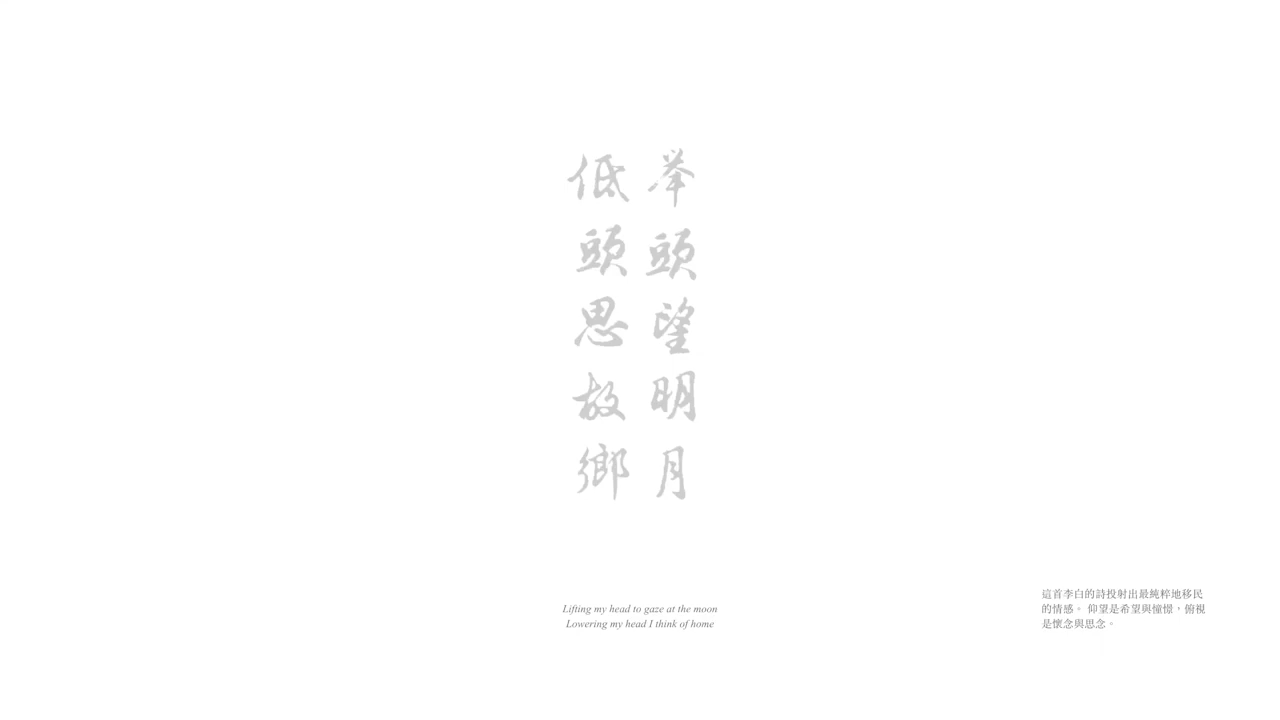 举頭望明月
低頭思故鄉
Lifting my head to gaze at the moon
Lowering my head I think of home
這首李白的詩投射出最純粹地移民
的情感。 仰望是希望與憧憬，俯視
是懷念與思念。